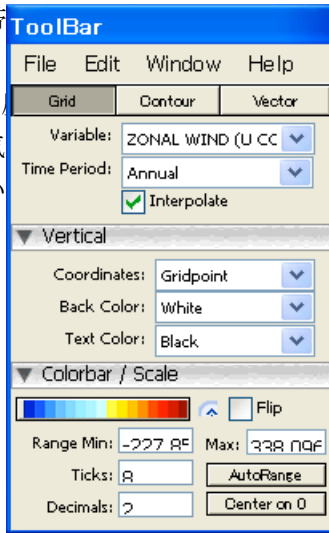 ToolBar
File Edit Window Help
Grid Contour Vector
Variable: ZONAL WIND (U CC
Time Period: Annual
Interpolate
Vertical
Coordinates: Gridpoint
Back Color: White
Text Color: Black
Colorbar / Scale
Flip
Range Min: -227.85 Max: 338.096
Ticks: 8
AutoRange
Decimals: 2
Center on 0